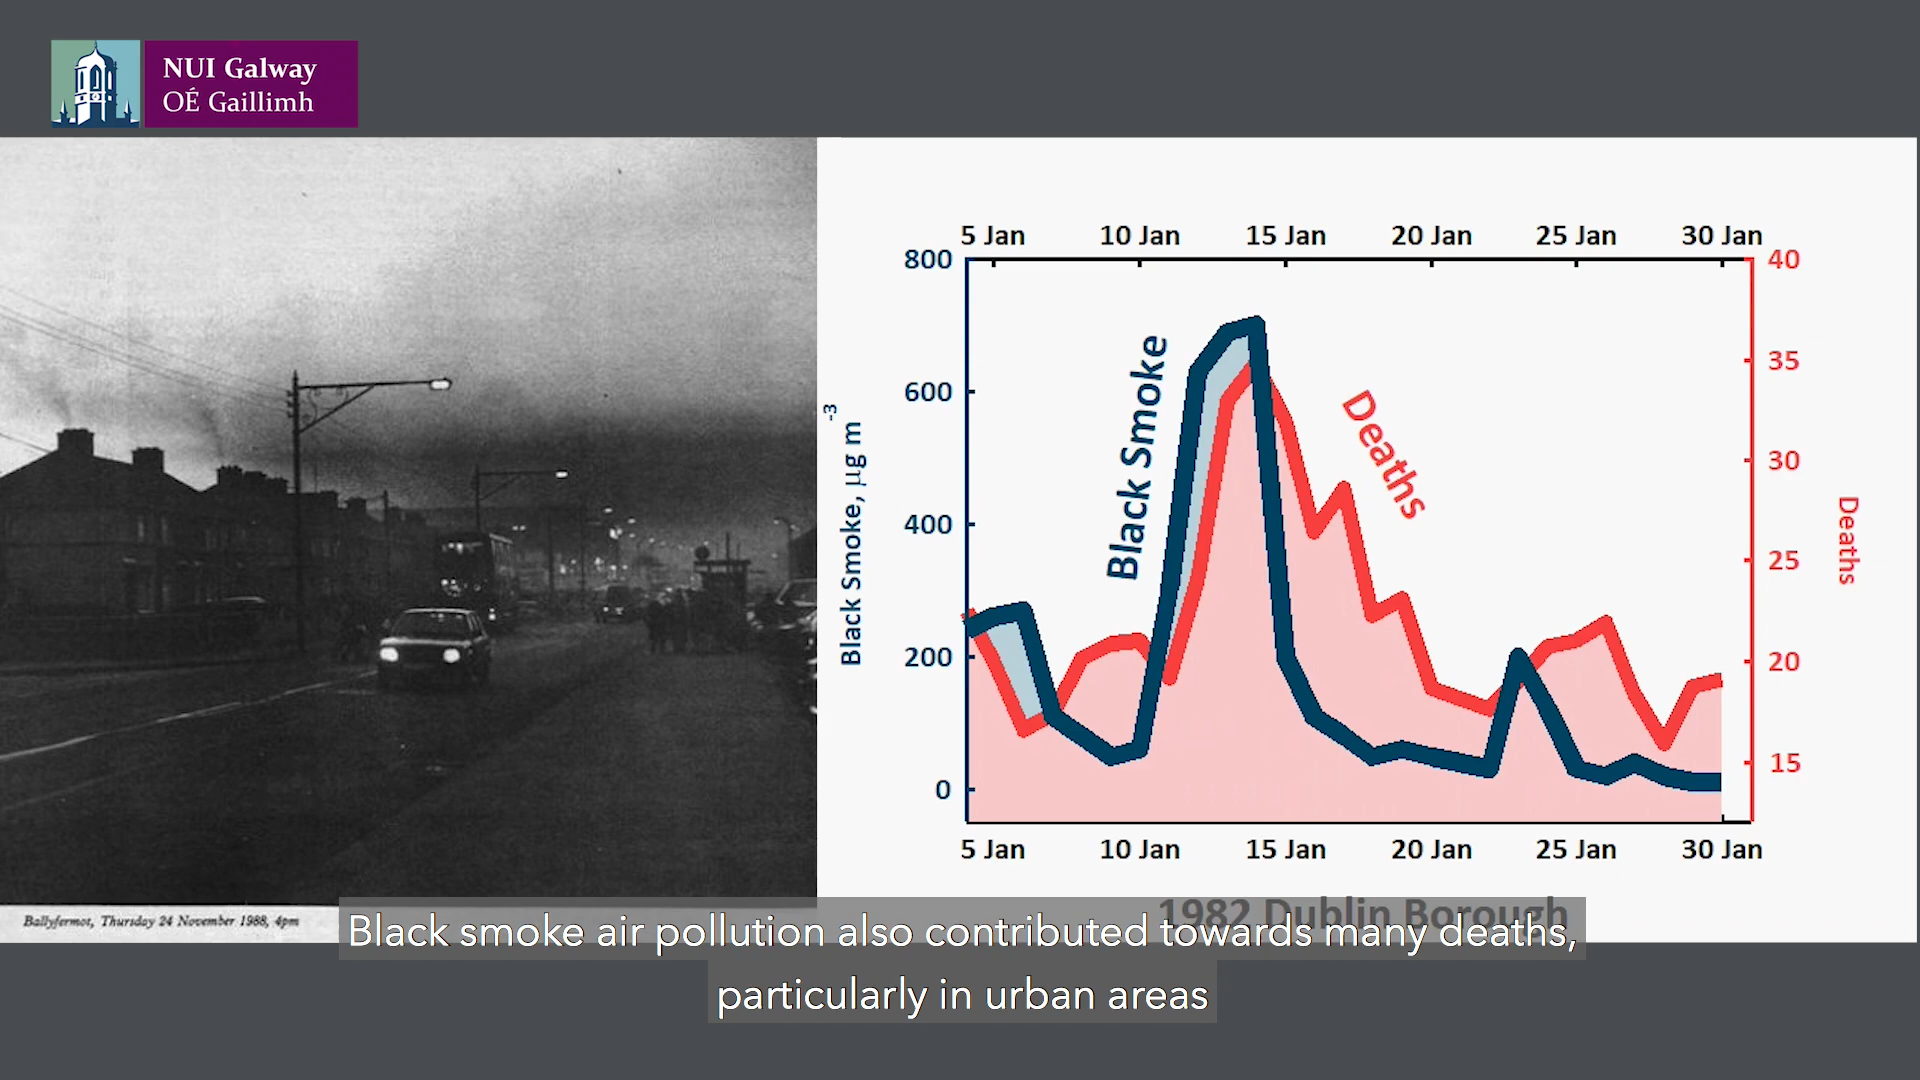 NUI Galway
OÉ Gaillimh
5 Jan 10 Jan 15 Jan 20 Jan 25 Jan 30 Jan
800
600
400
200
0
Black Smoke, µg m-3
Black Smoke
Deaths
40
35
30
25
20
15
Deaths
5 Jan 10 Jan 15 Jan 20 Jan 25 Jan 30 Jan
1982 Dublin Borough
Ballyfermot, Thursday 24 November 1988, 4pm
Black smoke air pollution also contributed towards many deaths,
particularly in urban areas